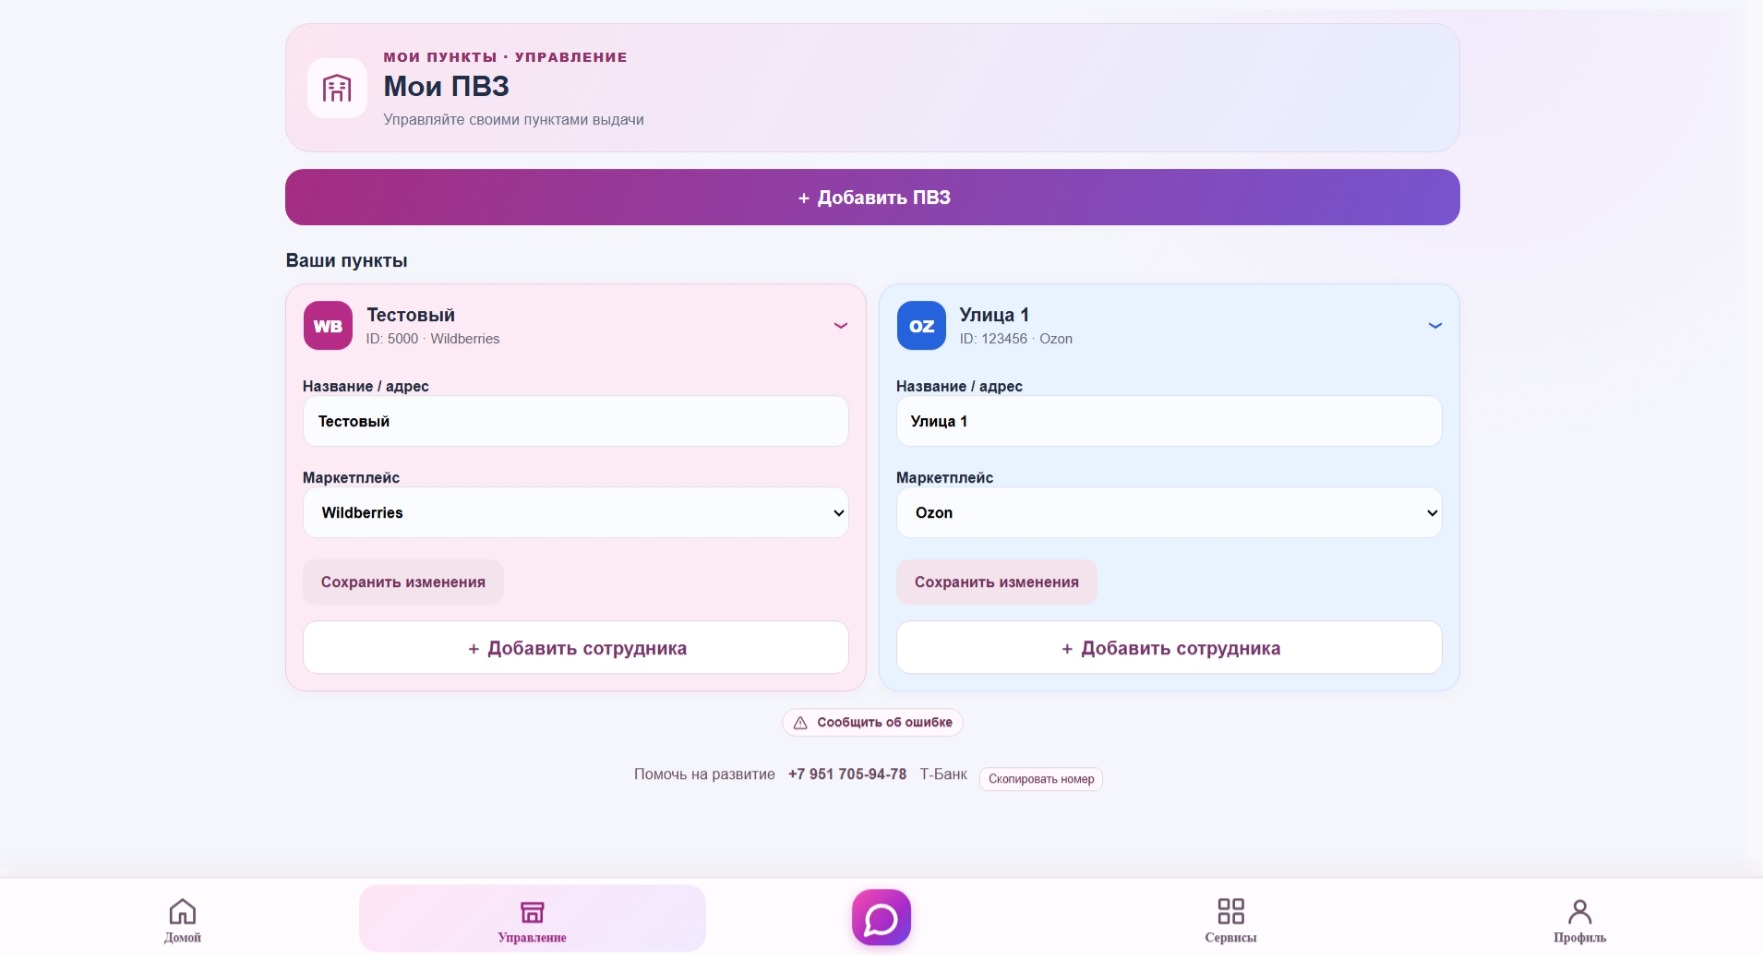 МОИ ПУНКТЫ · УПРАВЛЕНИЕ
Мои ПВЗ
Управляйте своими пунктами выдачи
+ Добавить ПВЗ
Ваши пункты
WB
Тестовый
ID: 5000 · Wildberries
Название / адрес
Тестовый
Маркетплейс
Wildberries
Сохранить изменения
+ Добавить сотрудника
OZ
Улица 1
ID: 123456 · Ozon
Название / адрес
Улица 1
Маркетплейс
Ozon
Сохранить изменения
+ Добавить сотрудника
Сообщить об ошибке
Помочь на развитие +7 951 705-94-78 Т-Банк Скопировать номер
Домой
Управление
Сервисы
Профиль